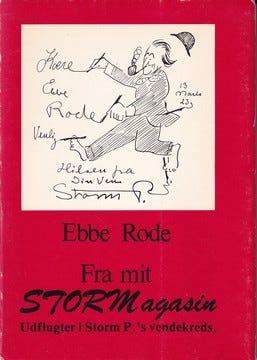 Kære
Ebbe
Rode
13
Marts
23
Venlig
Hilsen fra
Din Ven
Storm P.
Ebbe Rode
Fra mit
STORMagasin
Udflugter i Storm P.'s vendekreds.